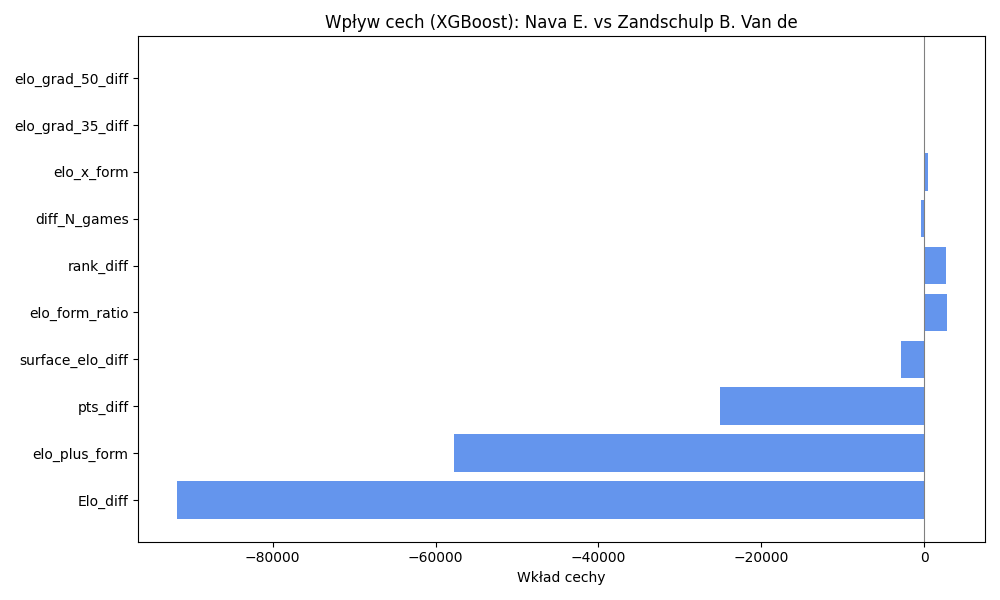 Wpływ cech (XGBoost): Nava E. vs Zandschulp B. Van de
elo_grad_50_diff
elo_grad_35_diff
elo_x_form
diff_N_games
rank_diff
elo_form_ratio
surface_elo_diff
pts_diff
elo_plus_form
Elo_diff
−80000 −60000 −40000 −20000 0
Wkład cechy